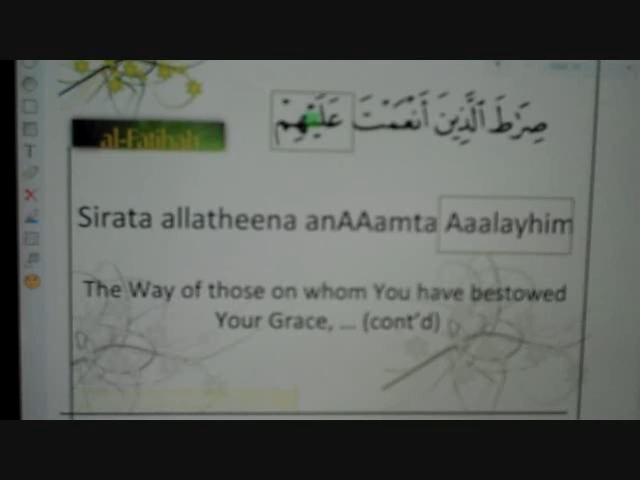 صِرَٰطَ ٱلَّذِينَ أَنْعَمْتَ عَلَيْهِمْ
al-Fatihah
Sirata allatheena anAAamta Aaalayhim
The Way of those on whom You have bestowed
Your Grace, ... (cont'd)